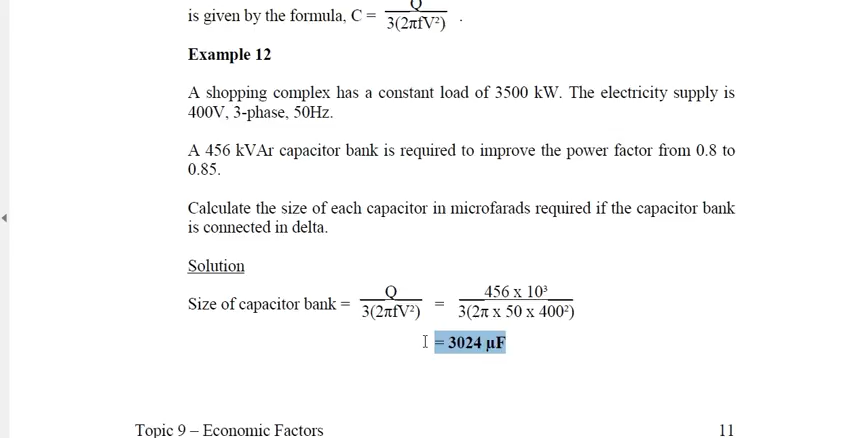 is given by the formula, C = Q / 3(2πfV²) .
Example 12
A shopping complex has a constant load of 3500 kW. The electricity supply is
400V, 3-phase, 50Hz.
A 456 kVAr capacitor bank is required to improve the power factor from 0.8 to
0.85.
Calculate the size of each capacitor in microfarads required if the capacitor bank
is connected in delta.
Solution
Size of capacitor bank = Q / 3(2πfV²) = 456 x 10³ / 3(2π x 50 x 400²)
= 3024 µF
Topic 9 – Economic Factors 11